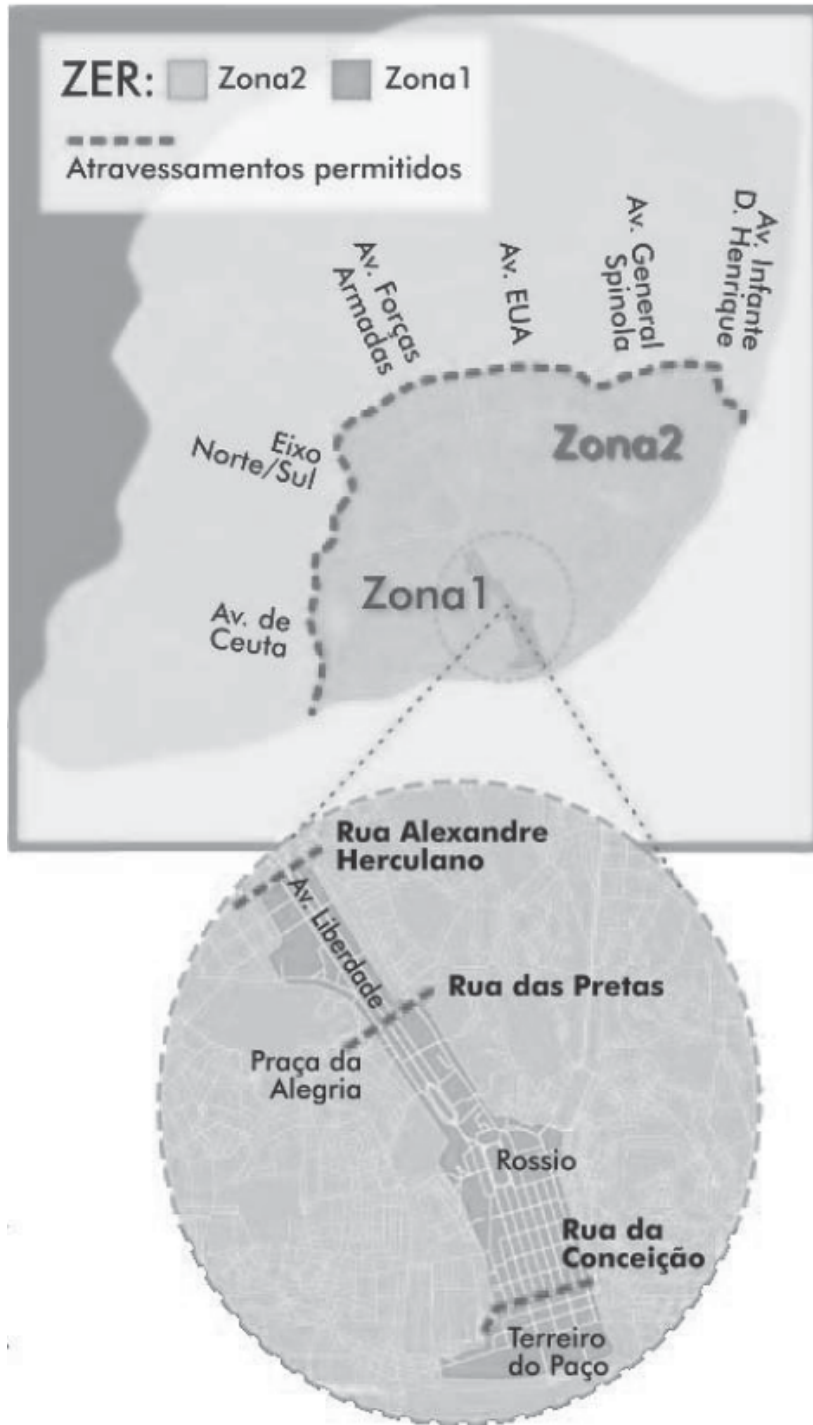 ZER: Zona2 Zona1
Atravessamentos permitidos
Av. Forças
Armadas
Av. EUA
Av. General
Spinola
Av. Infante
D. Henrique
Eixo
Norte/Sul
Zona2
Zona1
Av. de
Ceuta
Rua Alexandre
Herculano
Av. Liberdade
Rua das Pretas
Praça da
Alegria
Rossio
Rua da
Conceição
Terreiro
do Paço